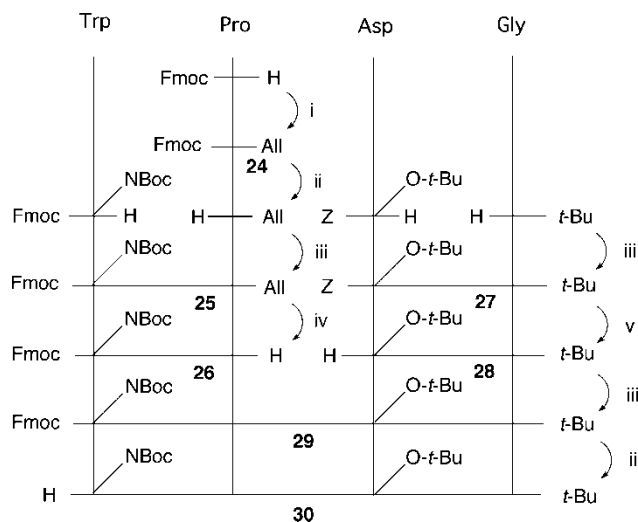 Trp Pro Asp Gly
Fmoc H
i
Fmoc All
24
ii
NBoc O-t-Bu
Fmoc H H All Z H H t-Bu
iii iii
NBoc O-t-Bu
Fmoc All Z t-Bu
25 27
iv v
NBoc O-t-Bu
Fmoc H H t-Bu
26 28
iii
NBoc O-t-Bu
Fmoc t-Bu
29
ii
NBoc O-t-Bu
H t-Bu
30